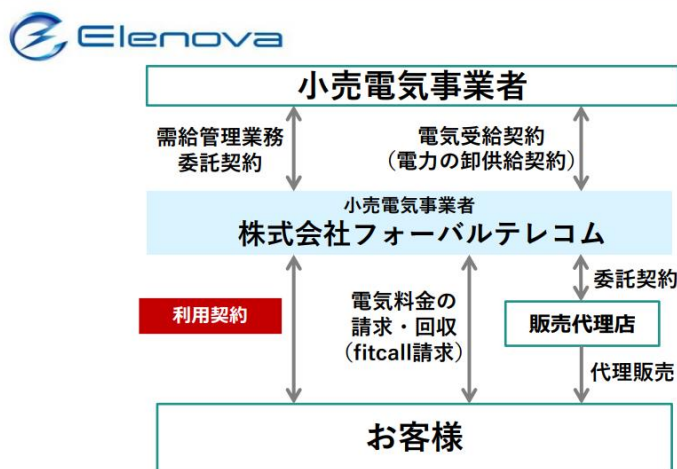 Elenova
小売電気事業者
需給管理業務
委託契約
電気受給契約
（電力の卸供給契約）
小売電気事業者
株式会社フォーバルテレコム
利用契約
電気料金の
請求・回収
（fitcall請求）
委託契約
販売代理店
代理販売
お客様